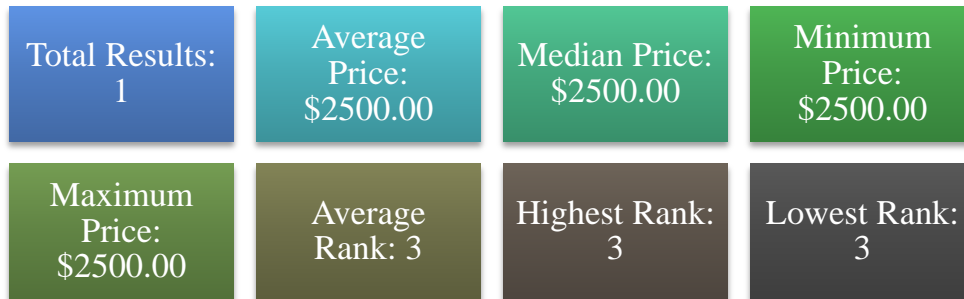 Total Results:
1
Average
Price:
$2500.00
Median Price:
$2500.00
Minimum
Price:
$2500.00
Maximum
Price:
$2500.00
Average
Rank: 3
Highest Rank:
3
Lowest Rank:
3